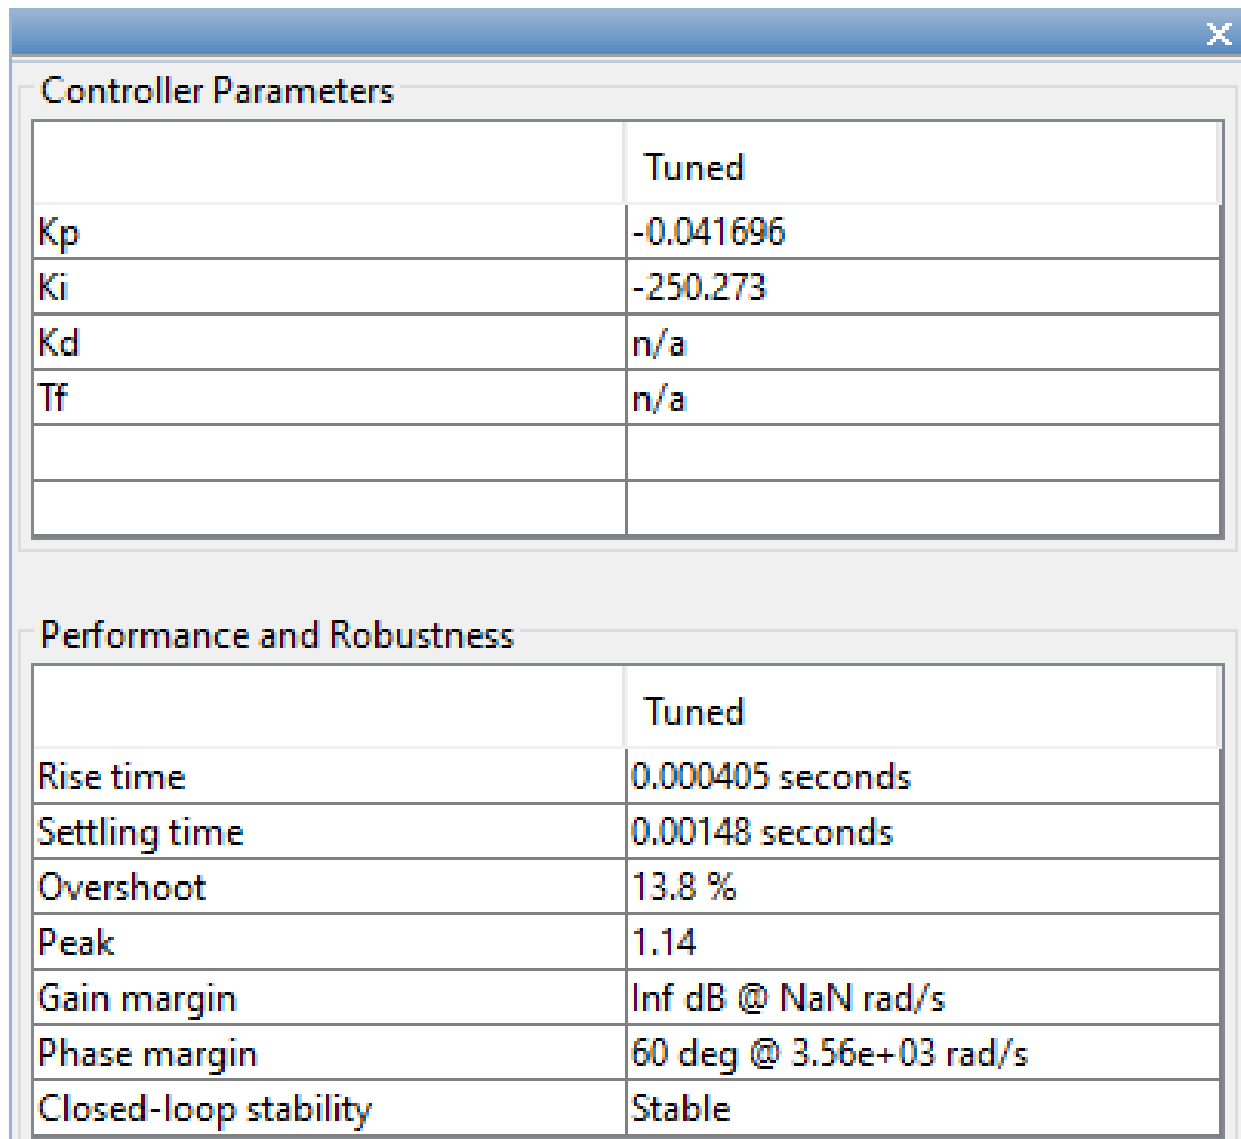 Controller Parameters
Tuned
Kp -0.041696
Ki -250.273
Kd n/a
Tf n/a
Performance and Robustness
Tuned
Rise time 0.000405 seconds
Settling time 0.00148 seconds
Overshoot 13.8 %
Peak 1.14
Gain margin Inf dB @ NaN rad/s
Phase margin 60 deg @ 3.56e+03 rad/s
Closed-loop stability Stable